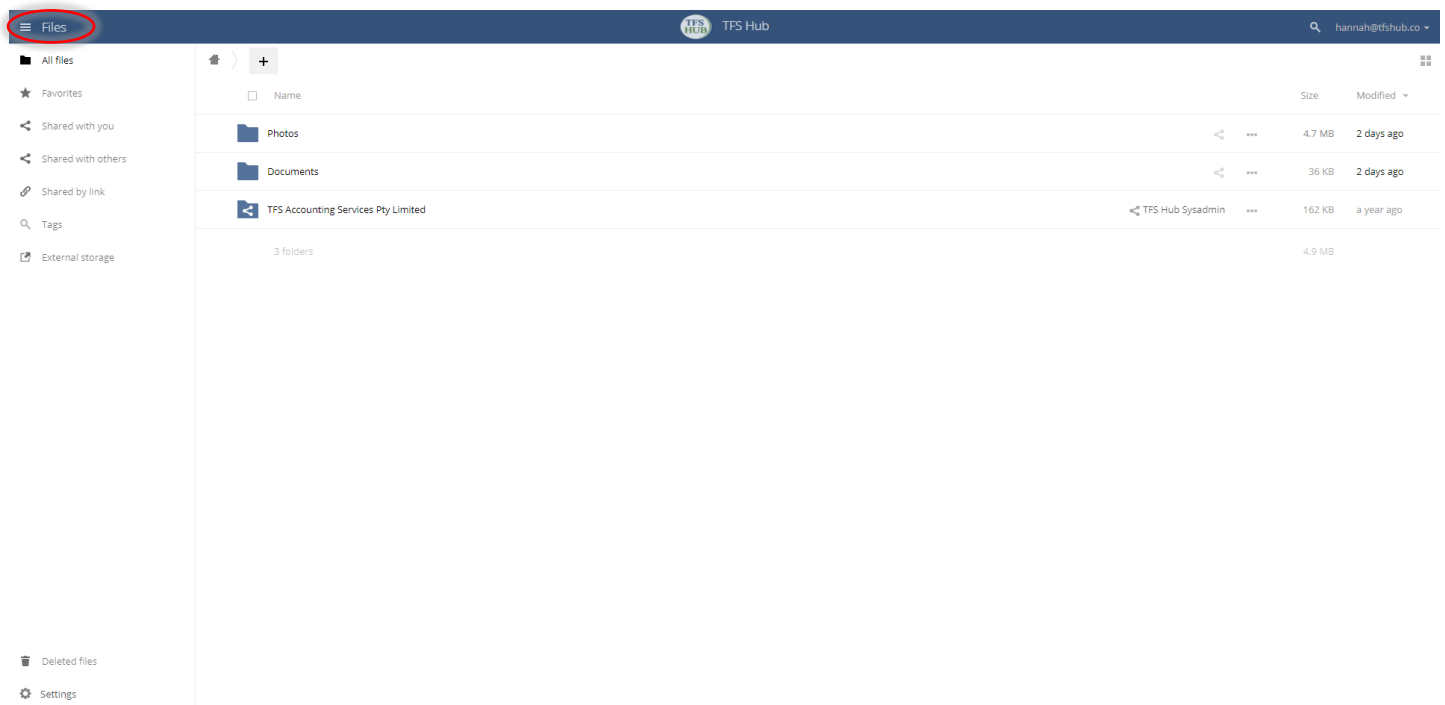 Files
TFS HUB
TFS Hub
hannah@tfshub.co
All files
Favorites
Shared with you
Shared with others
Shared by link
Tags
External storage
Deleted files
Settings
+
Name Size Modified
Photos ••• 4.7 MB 2 days ago
Documents ••• 36 KB 2 days ago
TFS Accounting Services Pty Limited TFS Hub Sysadmin ••• 162 KB a year ago
3 folders 4.9 MB